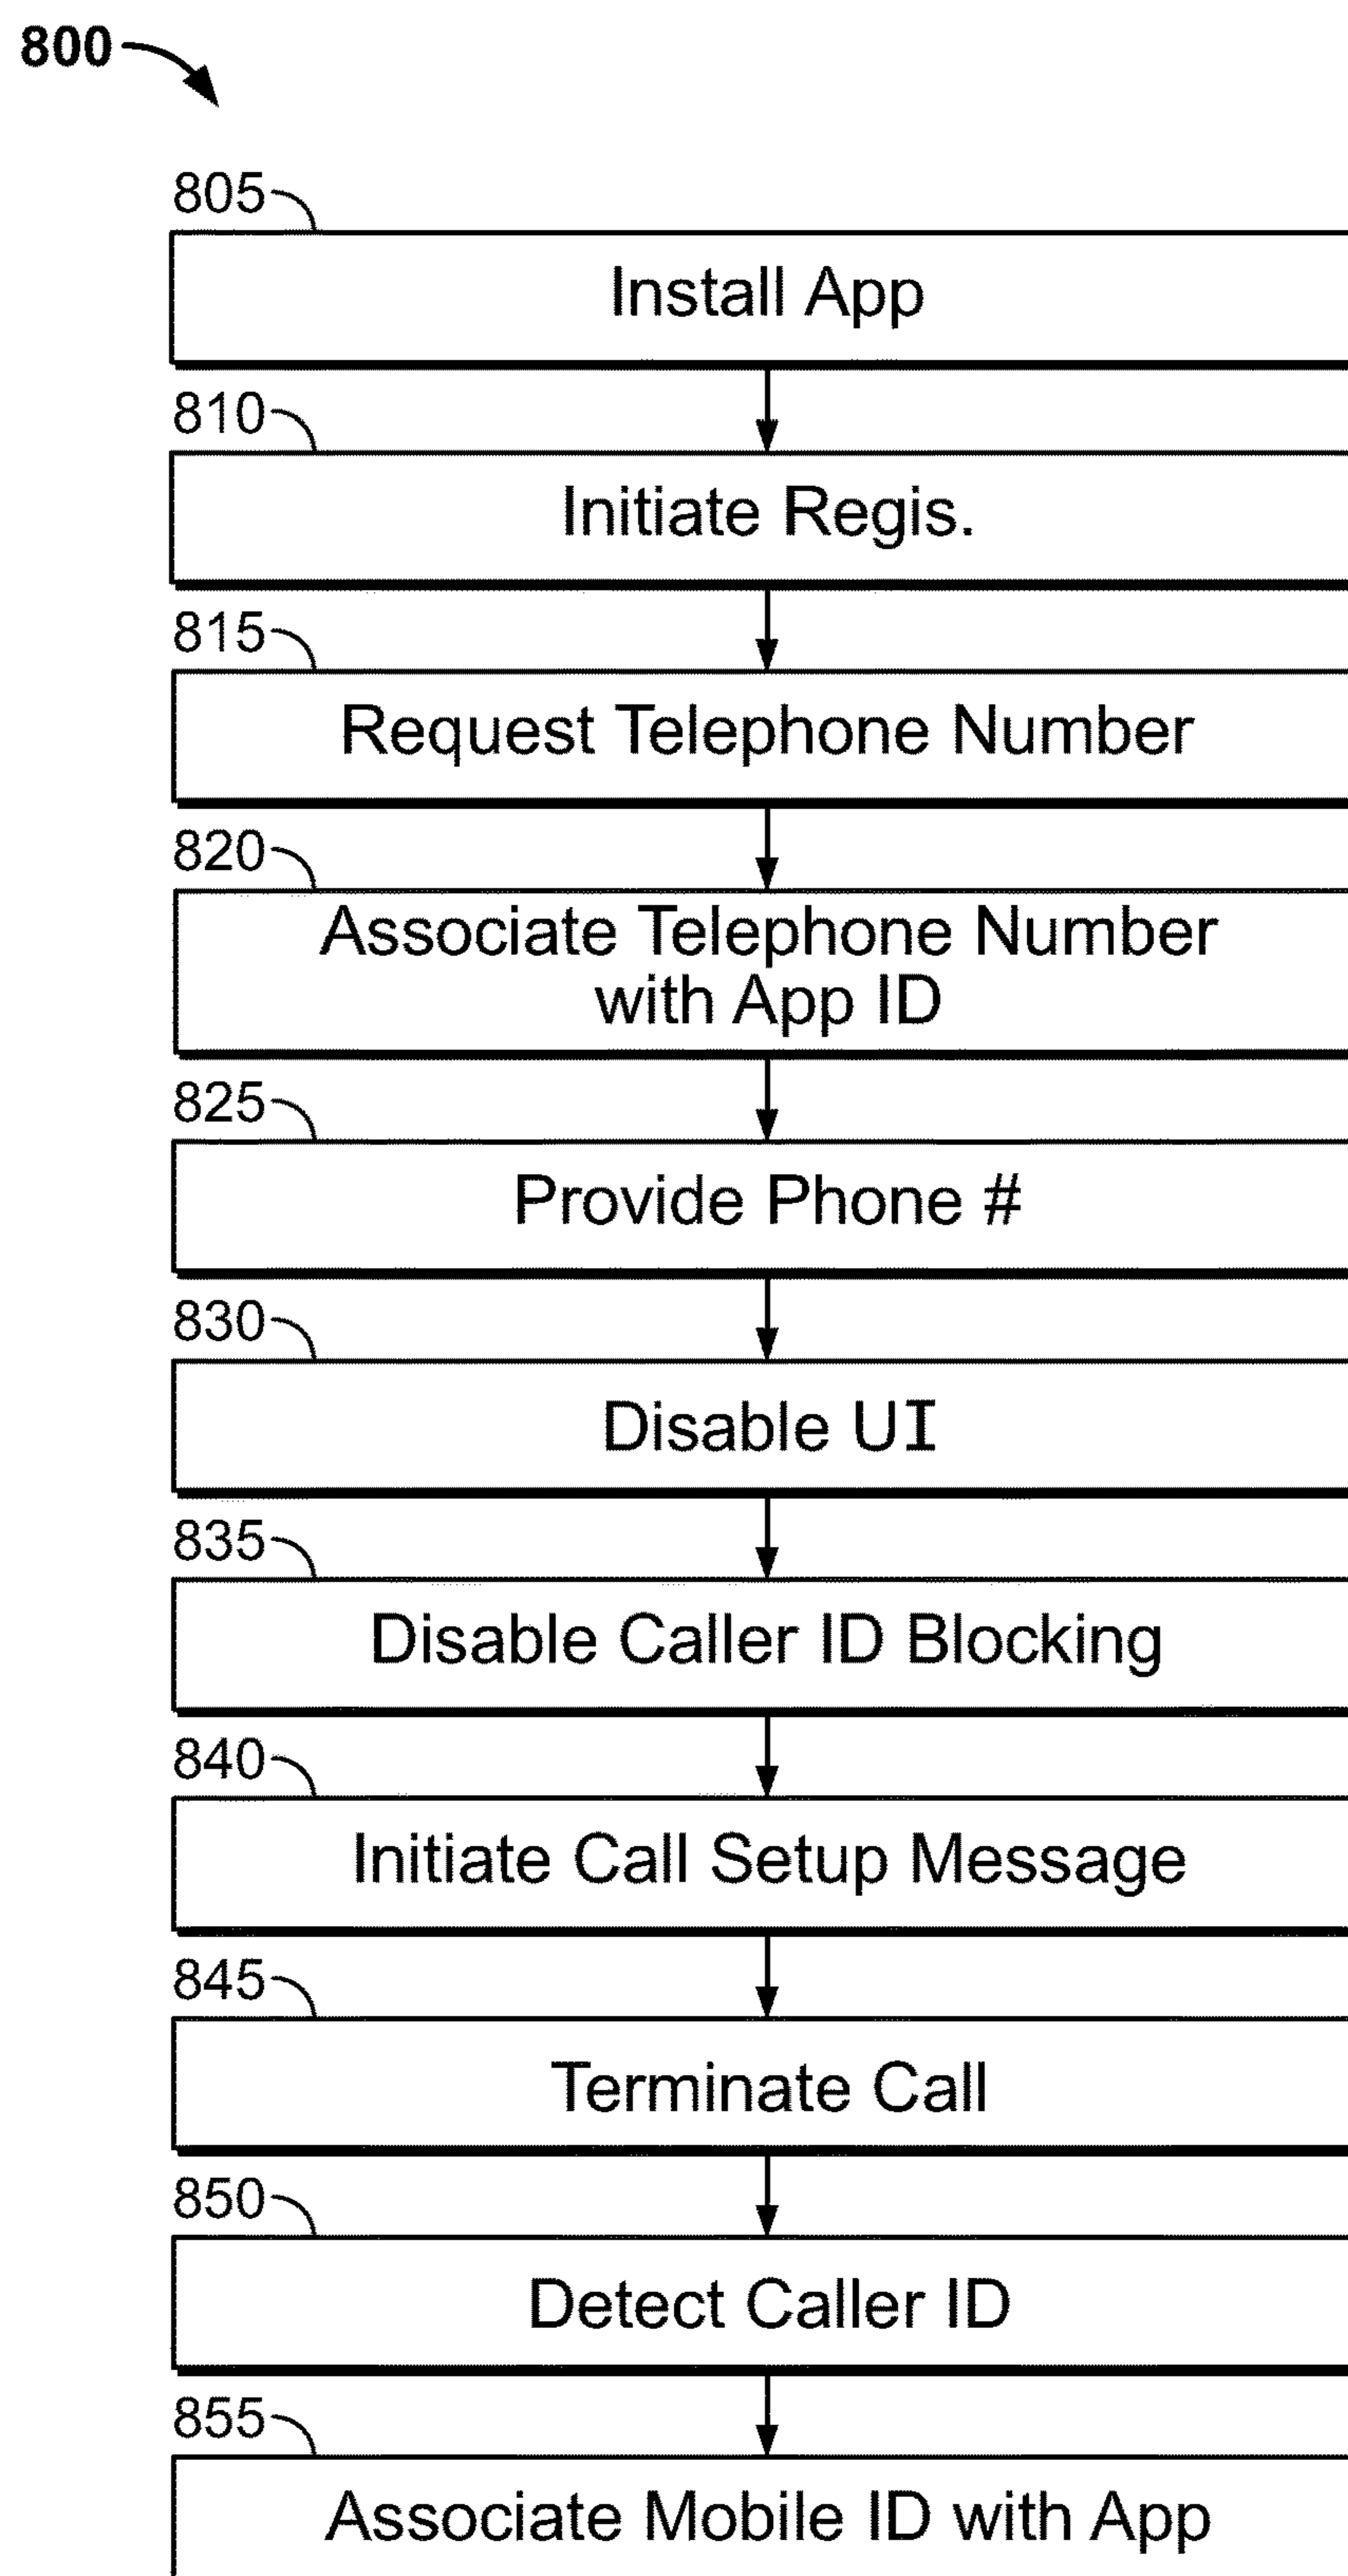 800
805
Install App
810
Initiate Regis.
815
Request Telephone Number
820
Associate Telephone Number
with App ID
825
Provide Phone #
830
Disable UI
835
Disable Caller ID Blocking
840
Initiate Call Setup Message
845
Terminate Call
850
Detect Caller ID
855
Associate Mobile ID with App